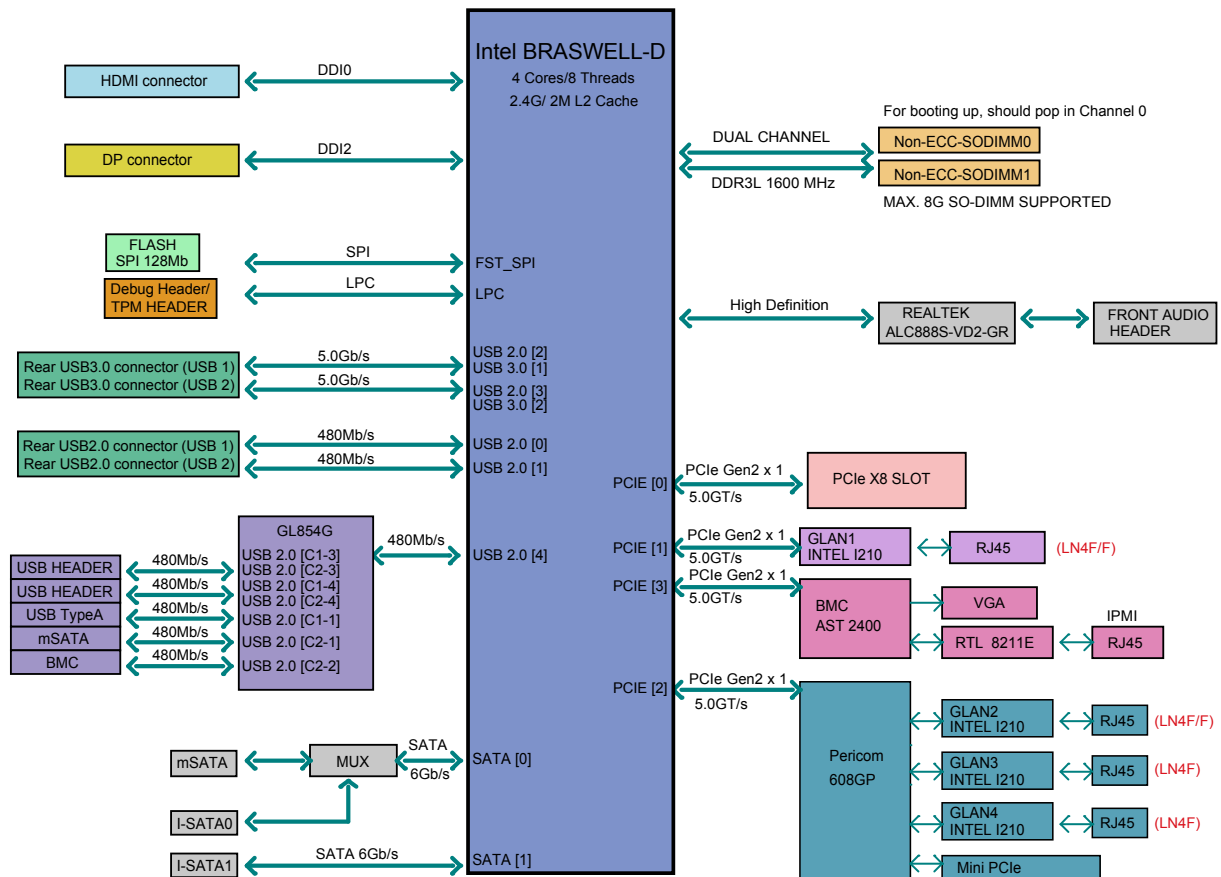 Intel BRASWELL-D
4 Cores/8 Threads
2.4G/ 2M L2 Cache
HDMI connector
DDI0
DP connector
DDI2
FLASH
SPI 128Mb
SPI
FST_SPI
Debug Header/
TPM HEADER
LPC
LPC
Rear USB3.0 connector (USB 1)
Rear USB3.0 connector (USB 2)
5.0Gb/s
5.0Gb/s
USB 2.0 [2]
USB 3.0 [1]
USB 2.0 [3]
USB 3.0 [2]
Rear USB2.0 connector (USB 1)
Rear USB2.0 connector (USB 2)
480Mb/s
480Mb/s
USB 2.0 [0]
USB 2.0 [1]
USB HEADER
USB HEADER
USB TypeA
mSATA
BMC
480Mb/s
480Mb/s
480Mb/s
480Mb/s
480Mb/s
GL854G
USB 2.0 [C1-3]
USB 2.0 [C2-3]
USB 2.0 [C1-4]
USB 2.0 [C2-4]
USB 2.0 [C1-1]
USB 2.0 [C2-1]
USB 2.0 [C2-2]
480Mb/s
USB 2.0 [4]
mSATA
MUX
SATA
6Gb/s
SATA [0]
I-SATA0
I-SATA1
SATA 6Gb/s
SATA [1]
For booting up, should pop in Channel 0
DUAL CHANNEL
Non-ECC-SODIMM0
Non-ECC-SODIMM1
DDR3L 1600 MHz
MAX. 8G SO-DIMM SUPPORTED
High Definition
REALTEK
ALC888S-VD2-GR
FRONT AUDIO
HEADER
PCIE [0]
PCIe Gen2 x 1
5.0GT/s
PCIe X8 SLOT
PCIE [1]
PCIe Gen2 x 1
5.0GT/s
GLAN1
INTEL I210
RJ45
(LN4F/F)
PCIE [3]
PCIe Gen2 x 1
5.0GT/s
BMC
AST 2400
VGA
RTL 8211E
IPMI
RJ45
PCIE [2]
PCIe Gen2 x 1
5.0GT/s
Pericom
608GP
GLAN2
INTEL I210
RJ45
(LN4F/F)
GLAN3
INTEL I210
RJ45
(LN4F)
GLAN4
INTEL I210
RJ45
(LN4F)
Mini PCIe